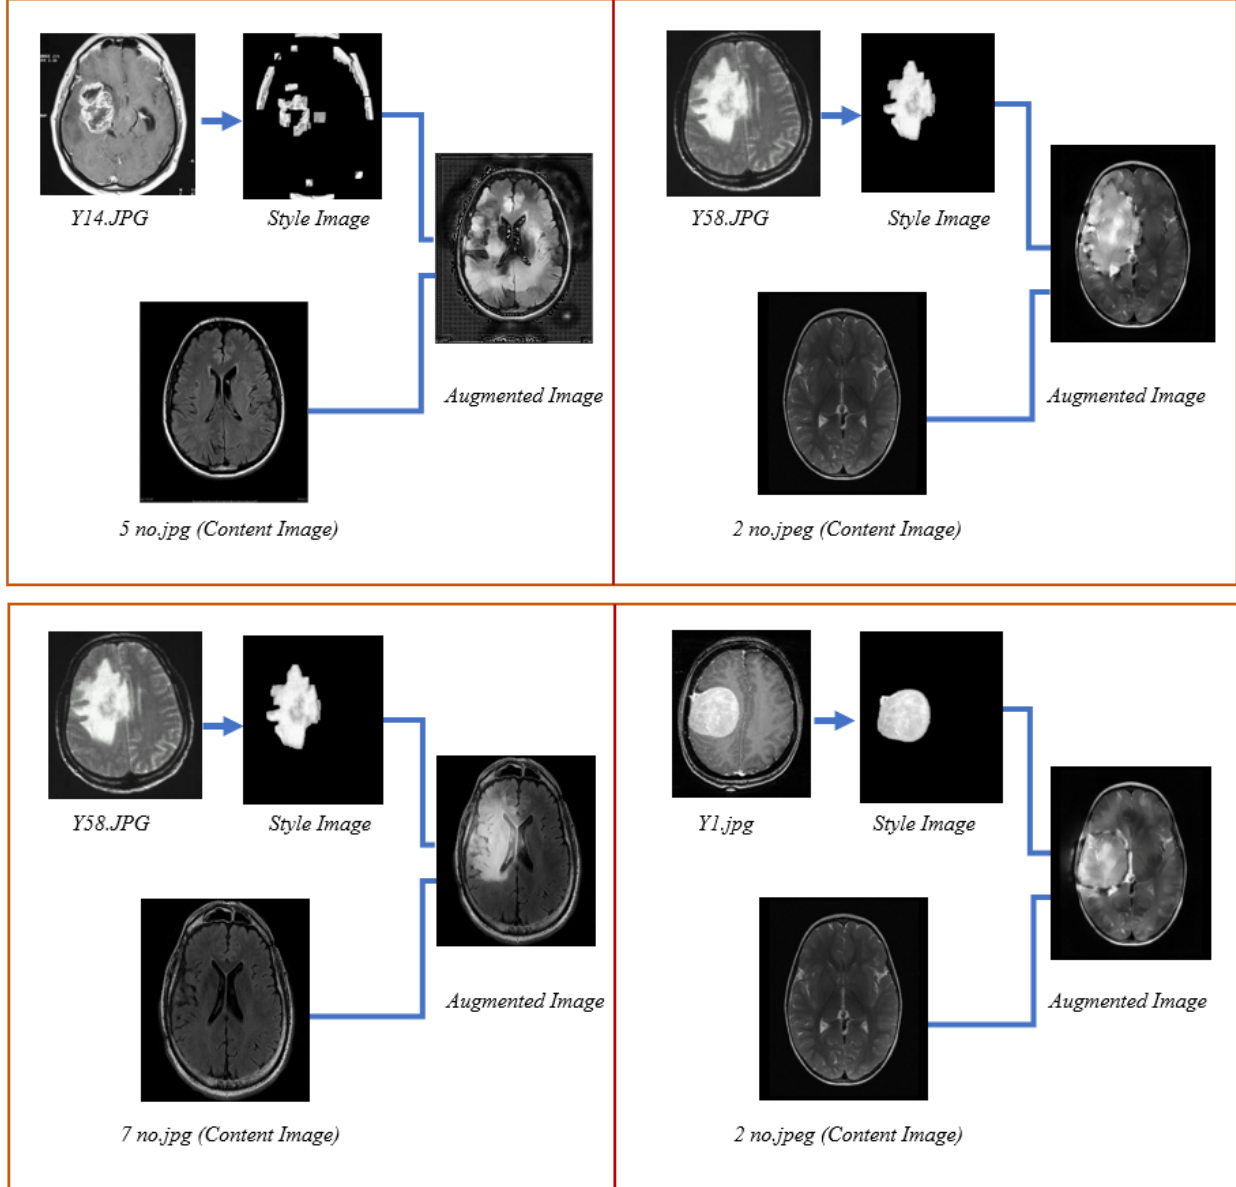 Y14.JPG
Style Image
Augmented Image
5 no.jpg (Content Image)
Y58.JPG
Style Image
Augmented Image
2 no.jpeg (Content Image)
Y58.JPG
Style Image
Augmented Image
7 no.jpg (Content Image)
Y1.jpg
Style Image
Augmented Image
2 no.jpeg (Content Image)